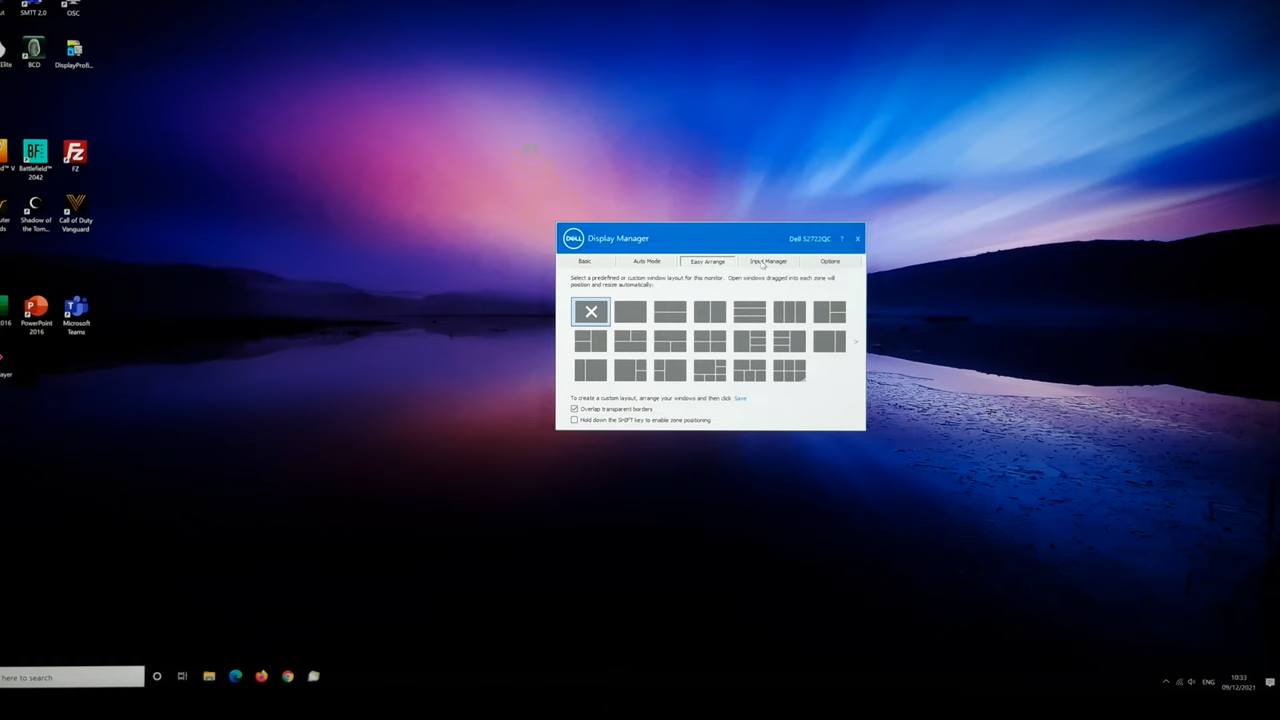 SMTT 2.0
OSC
Elite
BCD
DisplayProfi...
V
Battlefield™
2042
FZ
Shadow of
the Tom...
Call of Duty
Vanguard
2016
PowerPoint
2016
Microsoft
Teams
ayer
DELL
Display Manager
Dell S2722QC
?
X
Basic
Auto Mode
Easy Arrange
Input Manager
Options
Select a predefined or custom window layout for this monitor. Open windows dragged into each zone will
position and resize automatically:
>
To create a custom layout, arrange your windows and then click Save
Overlap transparent borders
Hold down the SHIFT key to enable zone positioning
here to search
ENG
10:33
09/12/2021